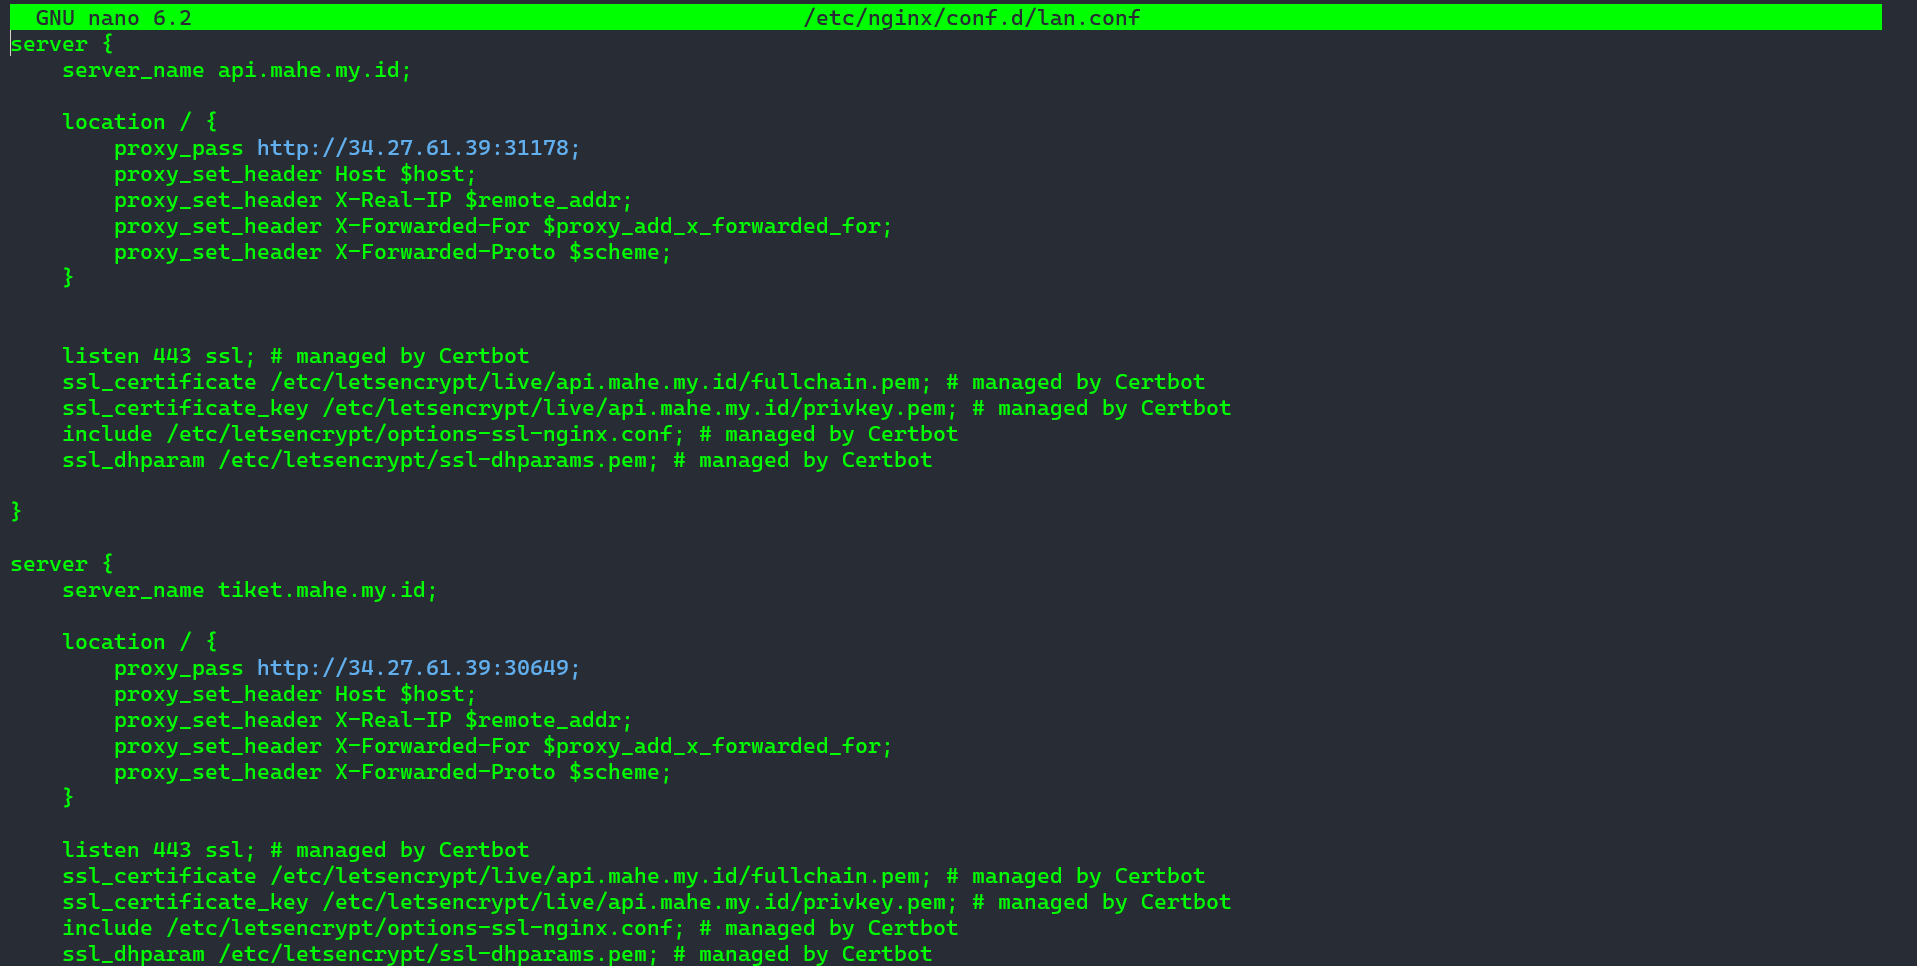 GNU nano 6.2 /etc/nginx/conf.d/lan.conf
server {
    server_name api.mahe.my.id;

    location / {
        proxy_pass http://34.27.61.39:31178;
        proxy_set_header Host $host;
        proxy_set_header X-Real-IP $remote_addr;
        proxy_set_header X-Forwarded-For $proxy_add_x_forwarded_for;
        proxy_set_header X-Forwarded-Proto $scheme;
    }


    listen 443 ssl; # managed by Certbot
    ssl_certificate /etc/letsencrypt/live/api.mahe.my.id/fullchain.pem; # managed by Certbot
    ssl_certificate_key /etc/letsencrypt/live/api.mahe.my.id/privkey.pem; # managed by Certbot
    include /etc/letsencrypt/options-ssl-nginx.conf; # managed by Certbot
    ssl_dhparam /etc/letsencrypt/ssl-dhparams.pem; # managed by Certbot

}

server {
    server_name tiket.mahe.my.id;

    location / {
        proxy_pass http://34.27.61.39:30649;
        proxy_set_header Host $host;
        proxy_set_header X-Real-IP $remote_addr;
        proxy_set_header X-Forwarded-For $proxy_add_x_forwarded_for;
        proxy_set_header X-Forwarded-Proto $scheme;
    }

    listen 443 ssl; # managed by Certbot
    ssl_certificate /etc/letsencrypt/live/api.mahe.my.id/fullchain.pem; # managed by Certbot
    ssl_certificate_key /etc/letsencrypt/live/api.mahe.my.id/privkey.pem; # managed by Certbot
    include /etc/letsencrypt/options-ssl-nginx.conf; # managed by Certbot
    ssl_dhparam /etc/letsencrypt/ssl-dhparams.pem; # managed by Certbot